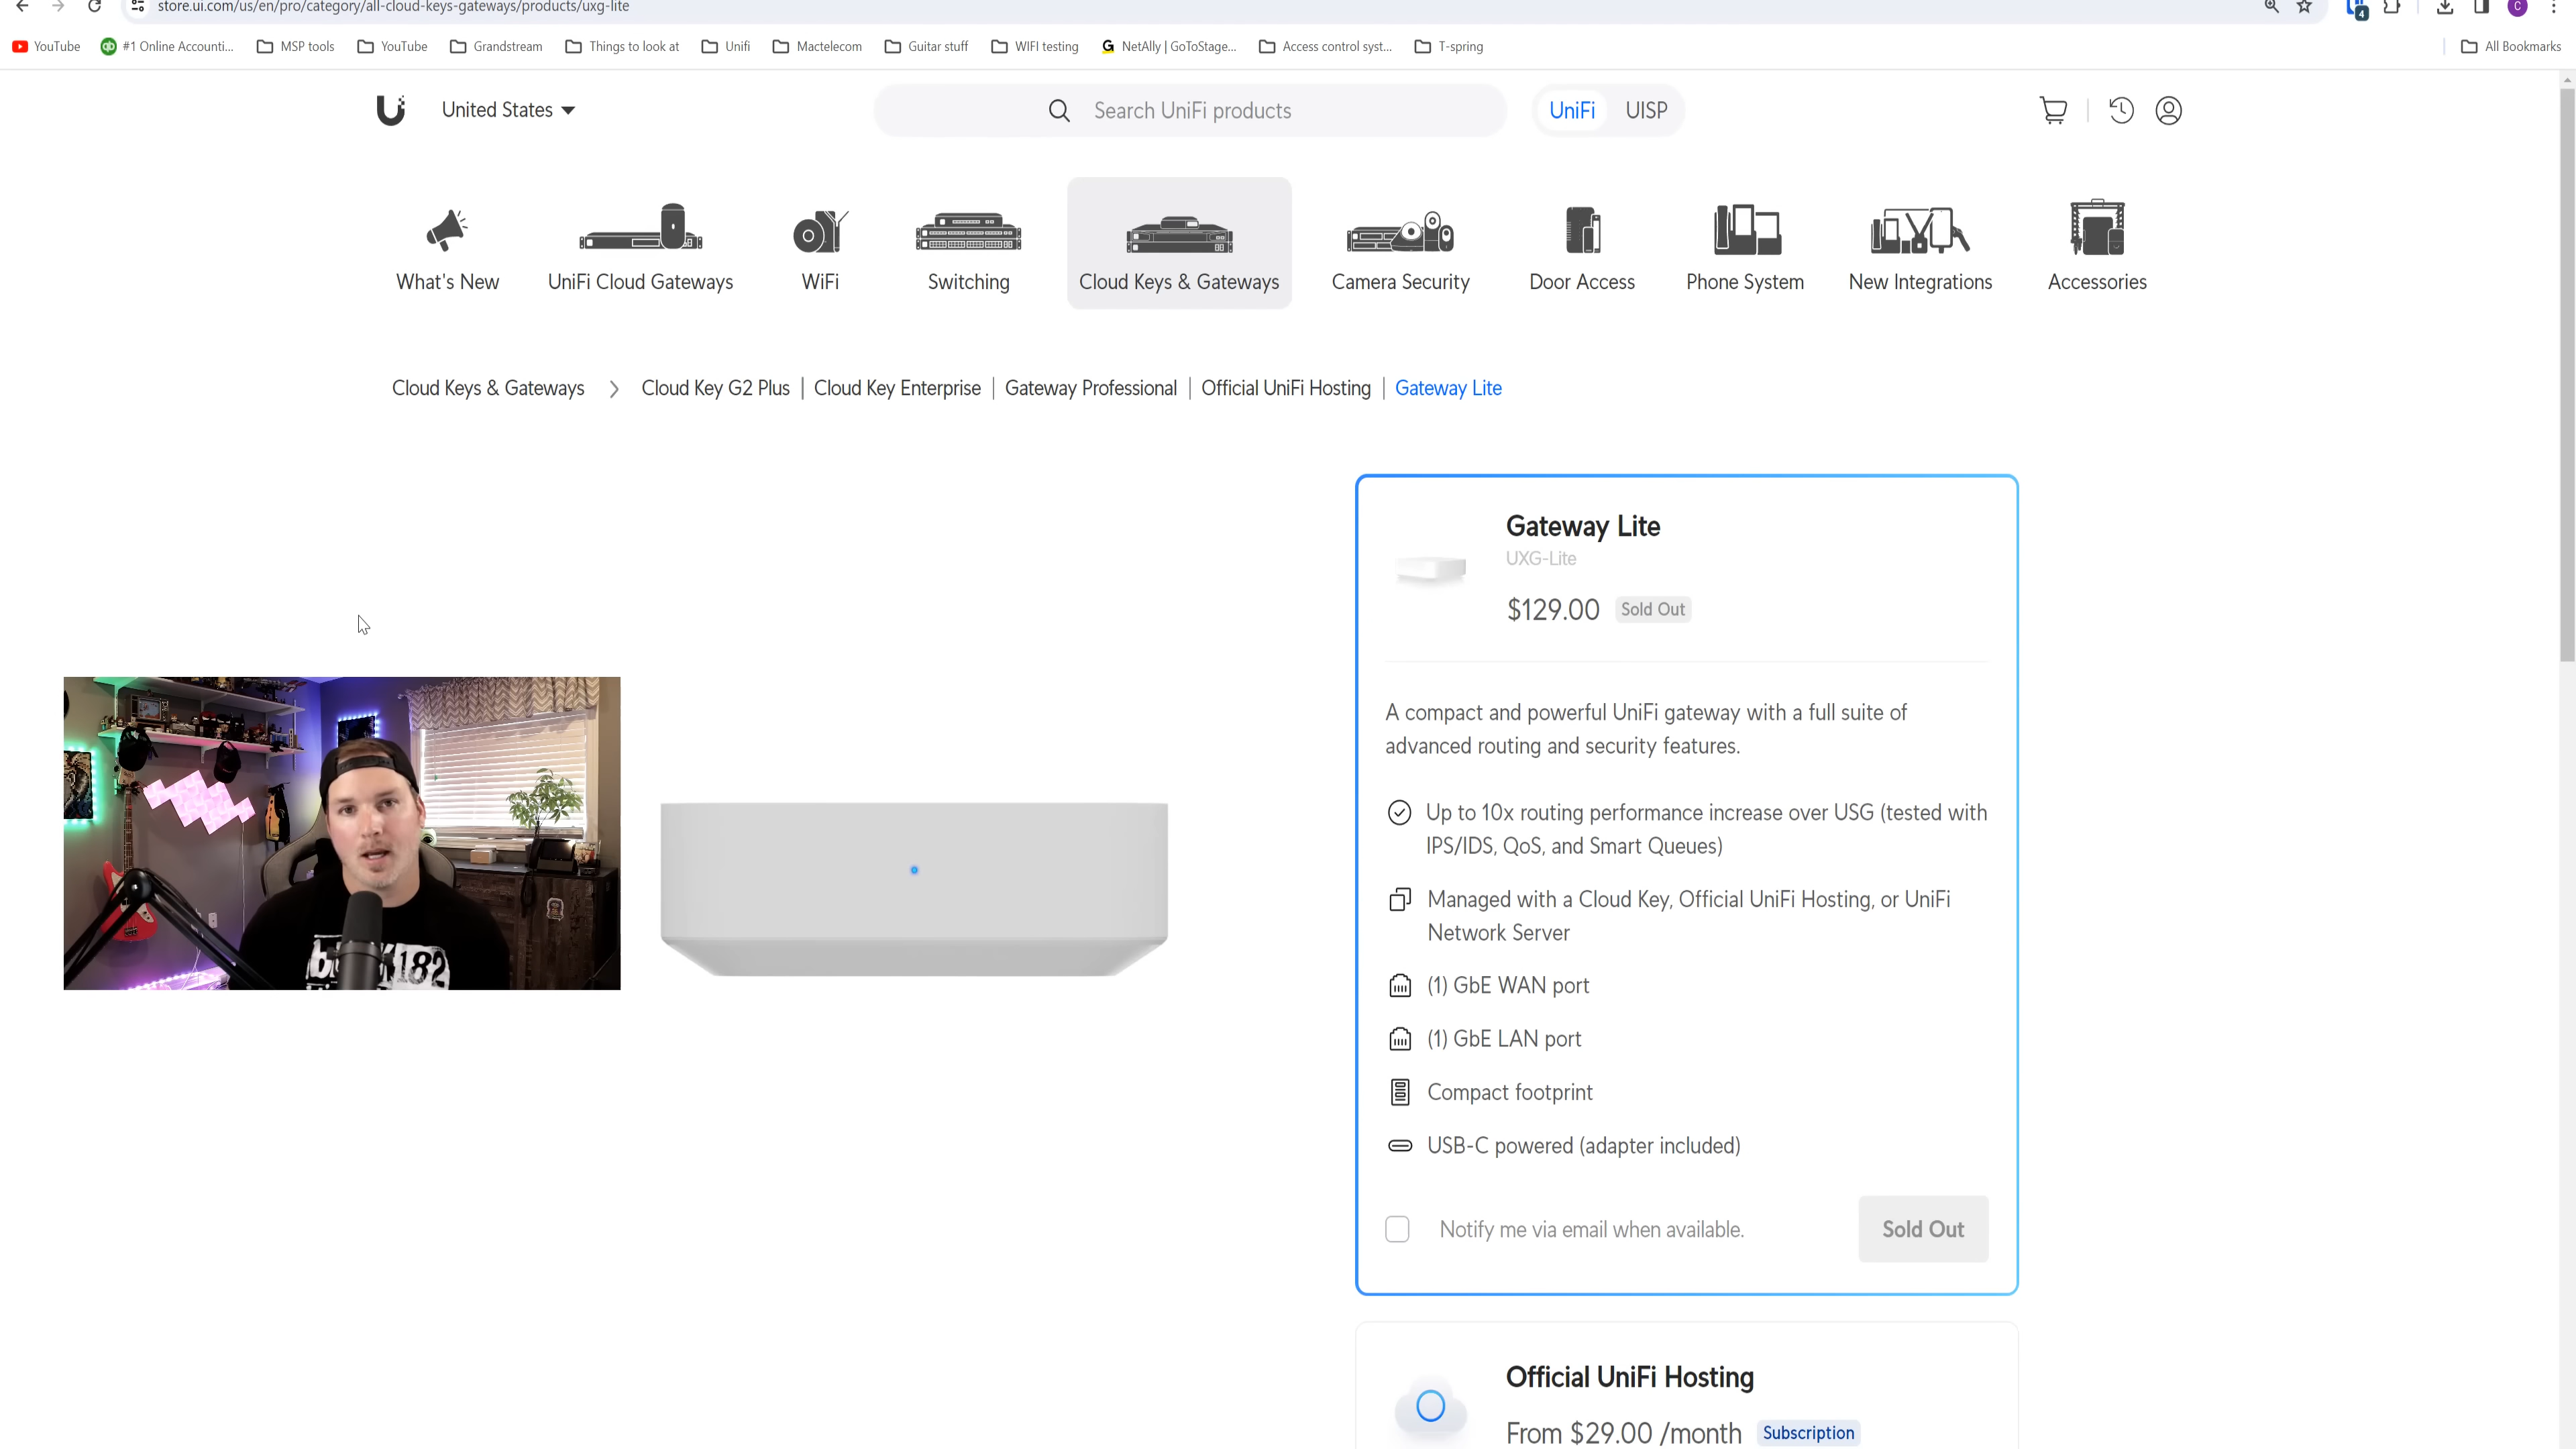 store.ui.com/us/en/pro/category/all-cloud-keys-gateways/products/uxg-lite
4
C
YouTube
qb #1 Online Accounti...
MSP tools
YouTube
Grandstream
Things to look at
Unifi
Mactelecom
Guitar stuff
WIFI testing
G NetAlly | GoToStage...
Access control syst...
T-spring
All Bookmarks
United States
Search UniFi products
UniFi
UISP
What's New
UniFi Cloud Gateways
WiFi
Switching
Cloud Keys & Gateways
Camera Security
Door Access
Phone System
New Integrations
Accessories
Cloud Keys & Gateways > Cloud Key G2 Plus | Cloud Key Enterprise | Gateway Professional | Official UniFi Hosting | Gateway Lite
Gateway Lite
UXG-Lite
$129.00 Sold Out
A compact and powerful UniFi gateway with a full suite of
advanced routing and security features.
Up to 10x routing performance increase over USG (tested with
IPS/IDS, QoS, and Smart Queues)
Managed with a Cloud Key, Official UniFi Hosting, or UniFi
Network Server
(1) GbE WAN port
(1) GbE LAN port
Compact footprint
USB-C powered (adapter included)
Notify me via email when available.
Sold Out
Official UniFi Hosting
From $29.00 /month Subscription